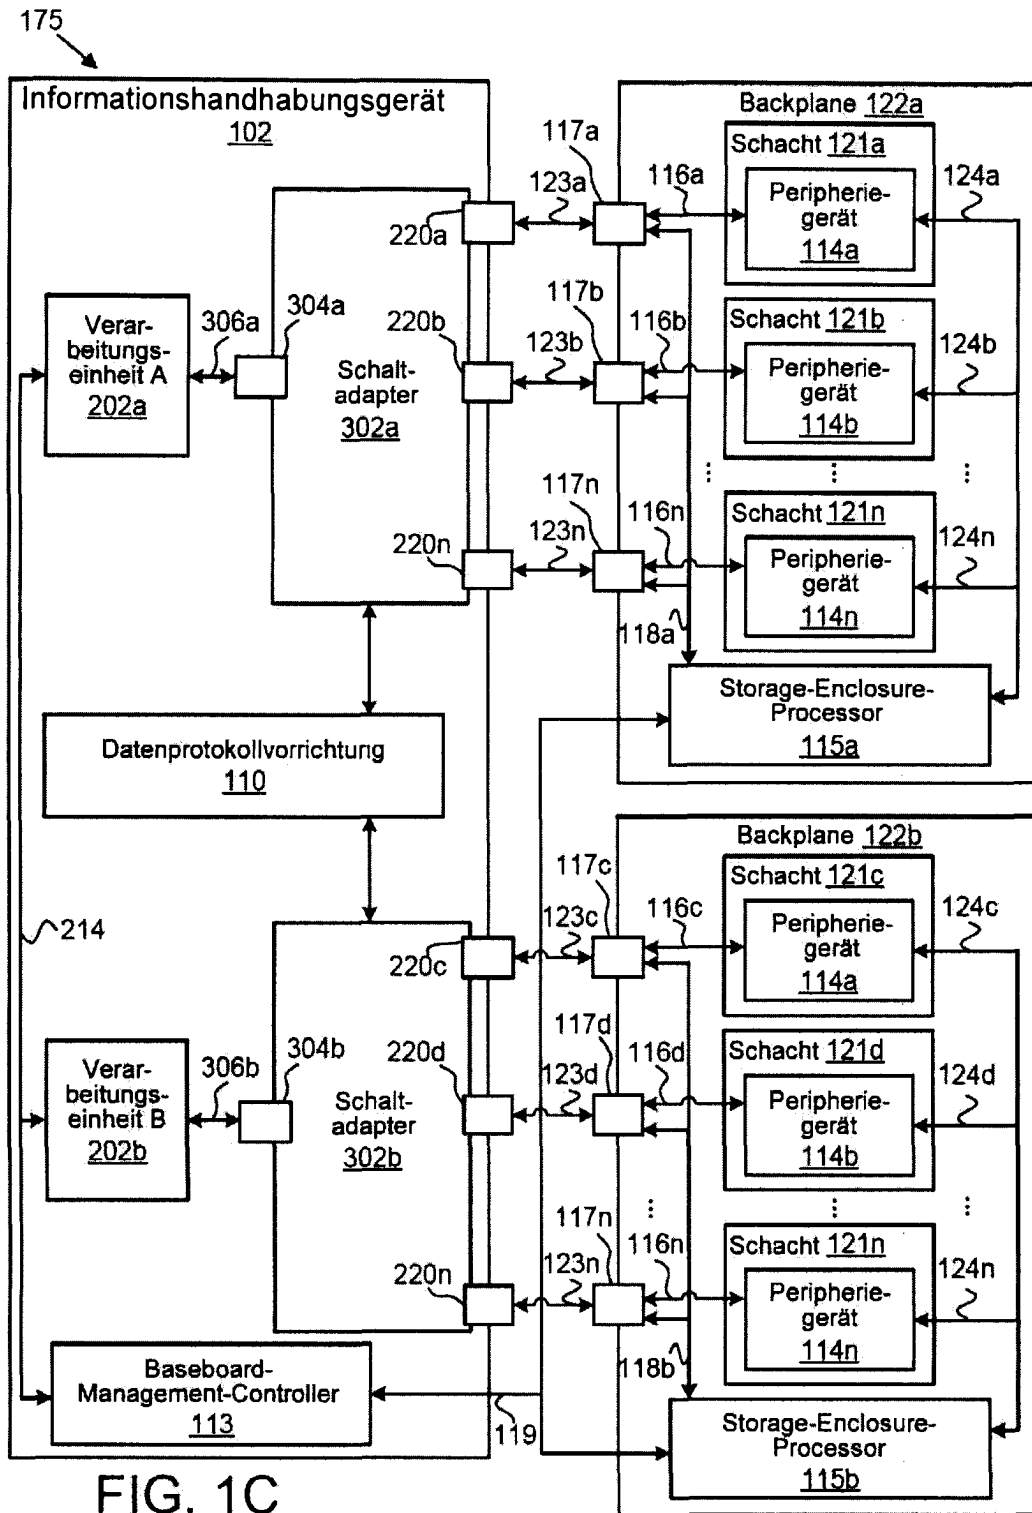 175
Informationshandhabungsgerät
102
Verar-
beitungs-
einheit A
202a
306a
304a
Schalt-
adapter
302a
220a
220b
220n
123a
123b
123n
117a
117b
117n
Backplane 122a
Schacht 121a
Peripherie-
gerät
114a
116a
124a
Schacht 121b
Peripherie-
gerät
114b
116b
124b
...
...
...
Schacht 121n
Peripherie-
gerät
114n
116n
124n
118a
Storage-Enclosure-
Processor
115a
Datenprotokollvorrichtung
110
214
Verar-
beitungs-
einheit B
202b
306b
304b
Schalt-
adapter
302b
220c
220d
220n
123c
123d
123n
117c
117d
117n
Backplane 122b
Schacht 121c
Peripherie-
gerät
114a
116c
124c
Schacht 121d
Peripherie-
gerät
114b
116d
124d
...
...
...
Schacht 121n
Peripherie-
gerät
114n
116n
124n
118b
Storage-Enclosure-
Processor
115b
Baseboard-
Management-Controller
113
119
FIG. 1C